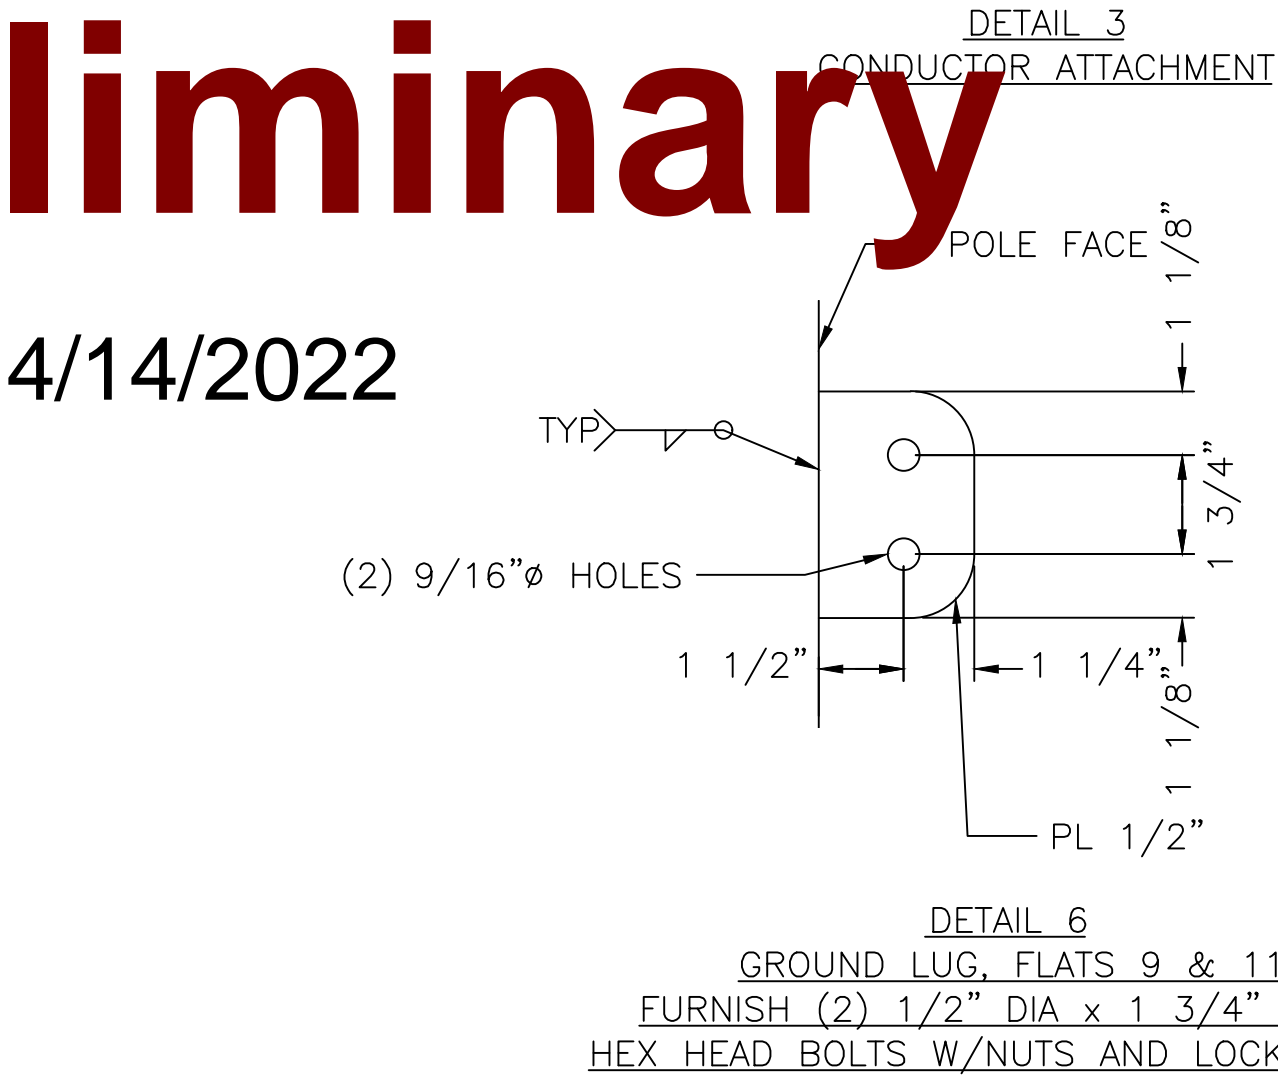 DETAIL 3
CONDUCTOR ATTACHMENT
liminary
POLE FACE
1 1/8”
4/14/2022
TYP
1 3/4”
(2) 9/16”ø HOLES
1 1/2”
1 1/4”
1 1/8”
PL 1/2”
DETAIL 6
GROUND LUG, FLATS 9 & 11
FURNISH (2) 1/2” DIA x 1 3/4”
HEX HEAD BOLTS W/NUTS AND LOCK